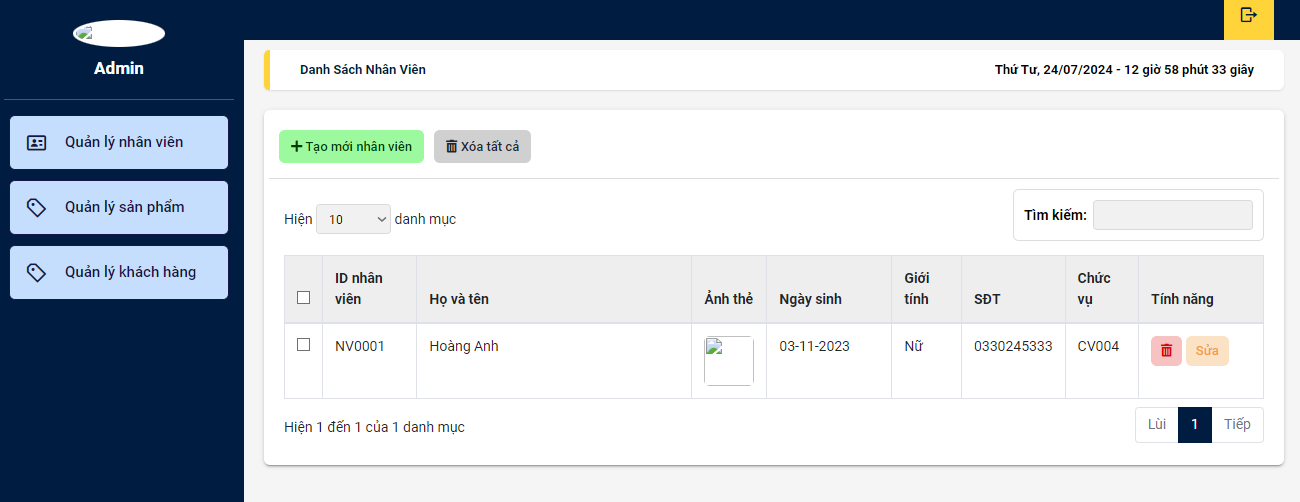 Admin
Quản lý nhân viên
Quản lý sản phẩm
Quản lý khách hàng
Danh Sách Nhân Viên
Thứ Tư, 24/07/2024 - 12 giờ 58 phút 33 giây
Tạo mới nhân viên
Xóa tất cả
Hiện 10 danh mục
Tìm kiếm:
ID nhân viên
Họ và tên
Ảnh thẻ
Ngày sinh
Giới tính
SĐT
Chức vụ
Tính năng
NV0001
Hoàng Anh
03-11-2023
Nữ
0330245333
CV004
Sửa
Hiện 1 đến 1 của 1 danh mục
Lùi
1
Tiếp